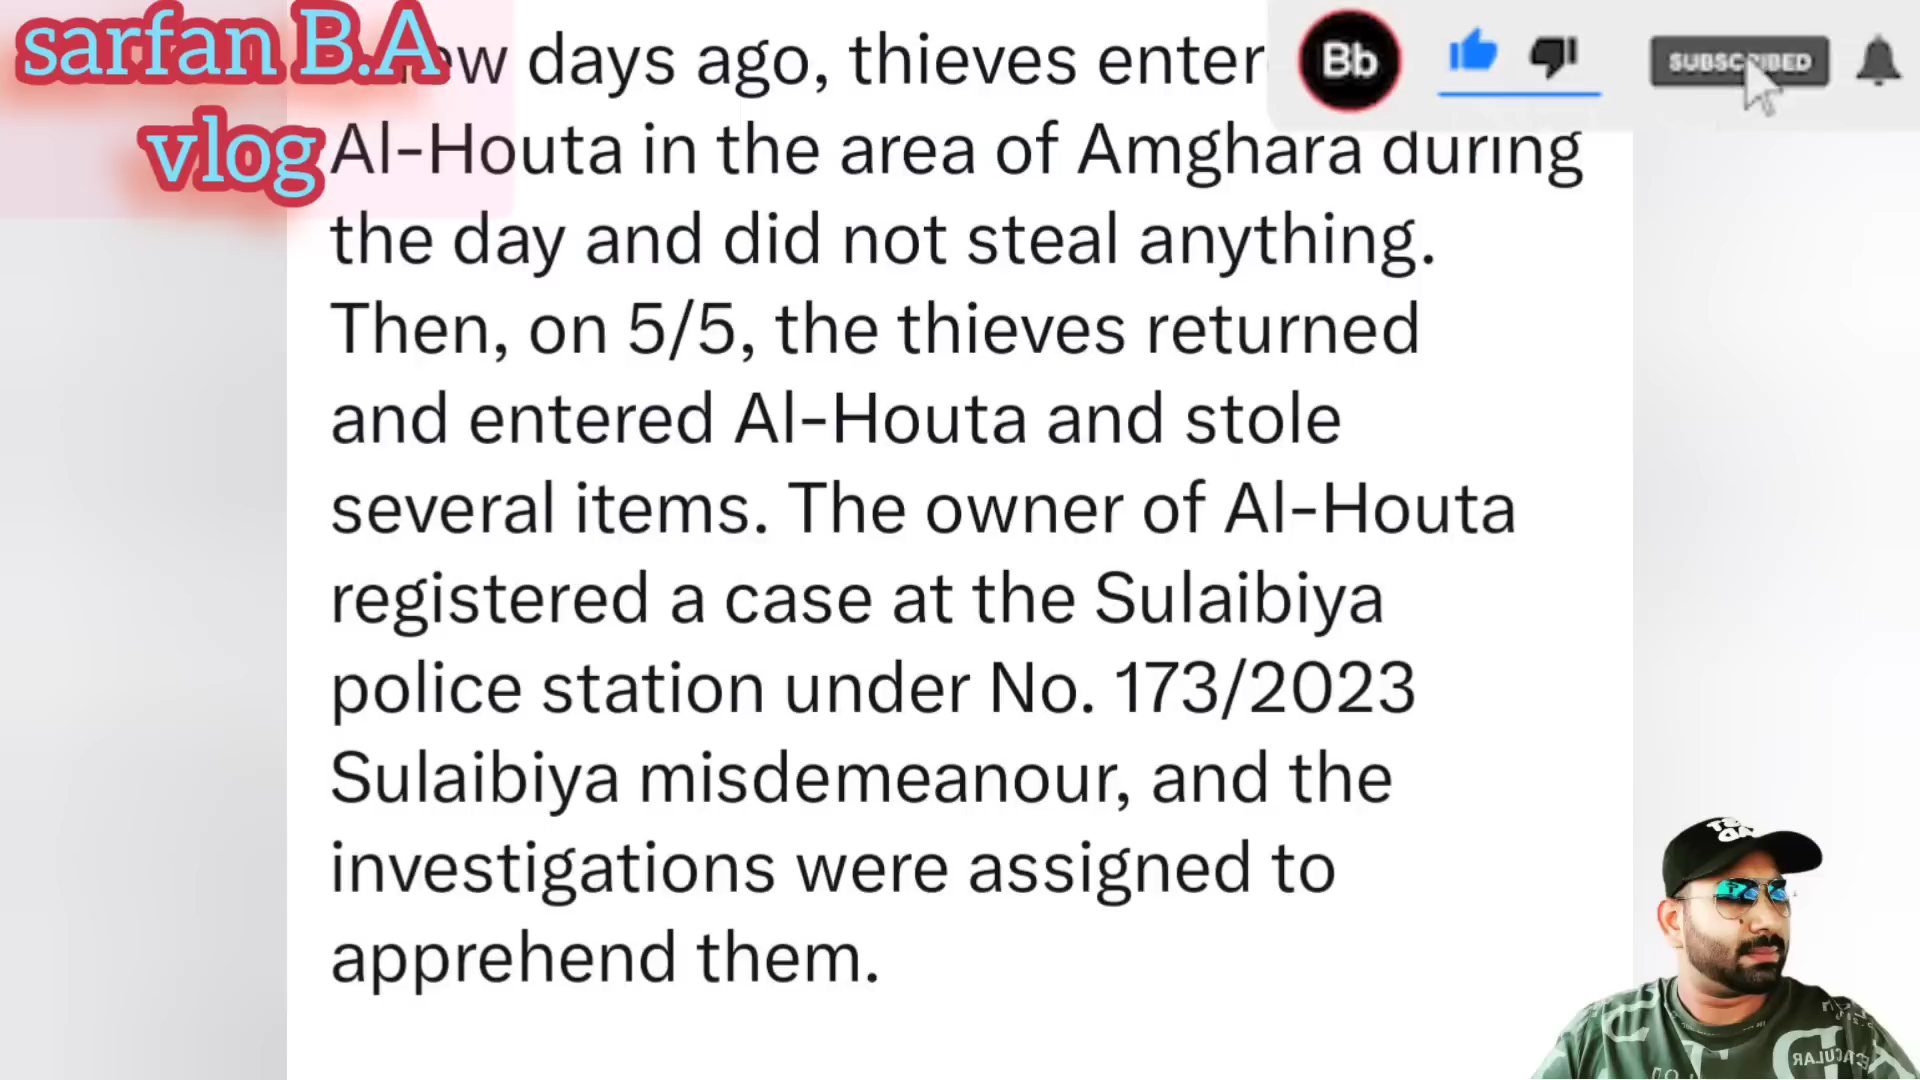 sarfan B.A
vlog
days ago, thieves enter
Al-Houta in the area of Amghara during
the day and did not steal anything.
Then, on 5/5, the thieves returned
and entered Al-Houta and stole
several items. The owner of Al-Houta
registered a case at the Sulaibiya
police station under No. 173/2023
Sulaibiya misdemeanour, and the
investigations were assigned to
apprehend them.
Bb
SUBSCRIBED